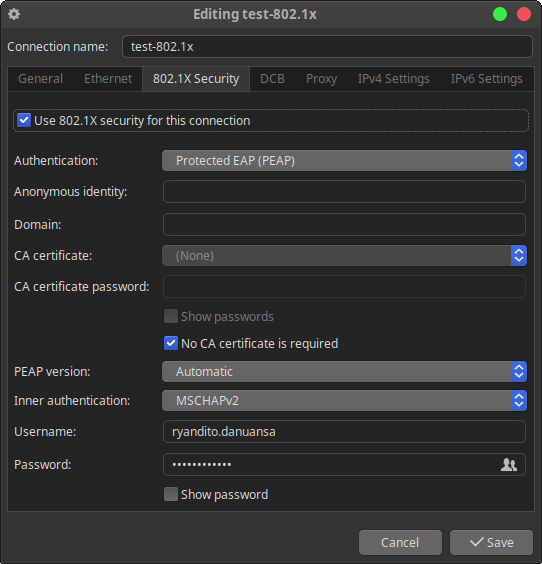 Editing test-802.1x
Connection name: test-802.1x
General Ethernet 802.1X Security DCB Proxy IPv4 Settings IPv6 Settings
Use 802.1X security for this connection
Authentication: Protected EAP (PEAP)
Anonymous identity:
Domain:
CA certificate: (None)
CA certificate password:
Show passwords
No CA certificate is required
PEAP version: Automatic
Inner authentication: MSCHAPv2
Username: ryandito.danuansa
Password: ••••••••••••
Show password
Cancel Save